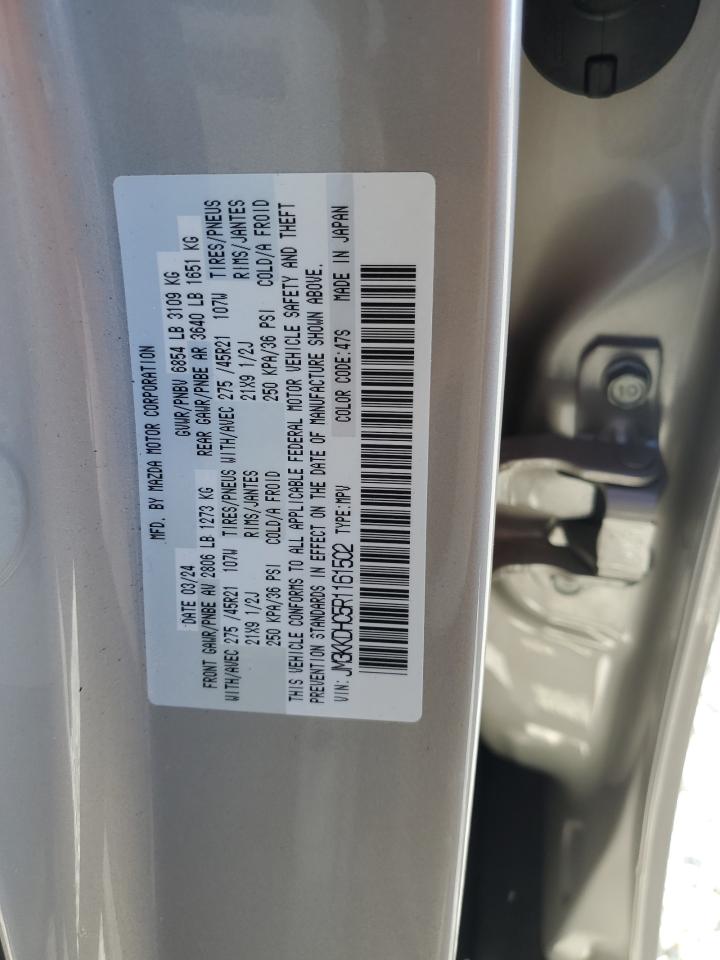 MFD. BY MAZDA MOTOR CORPORATION
DATE 03/24 GVWR/PNBV 6854 LB 3109 KG
FRONT GAWR/PNBE AV 2806 LB 1273 KG REAR GAWR/PNBE AR 3640 LB 1651 KG
WITH/AVEC 275 /45R21 107W TIRES/PNEUS WITH/AVEC 275 /45R21 107W TIRES/PNEUS
21X9 1/2J RIMS/JANTES 21X9 1/2J RIMS/JANTES
250 KPA/36 PSI COLD/A FROID 250 KPA/36 PSI COLD/A FROID
THIS VEHICLE CONFORMS TO ALL APPLICABLE FEDERAL MOTOR VEHICLE SAFETY AND THEFT
PREVENTION STANDARDS IN EFFECT ON THE DATE OF MANUFACTURE SHOWN ABOVE.
VIN: JM3KKDHC5R1161502 TYPE:MPV COLOR CODE:47S MADE IN JAPAN
10